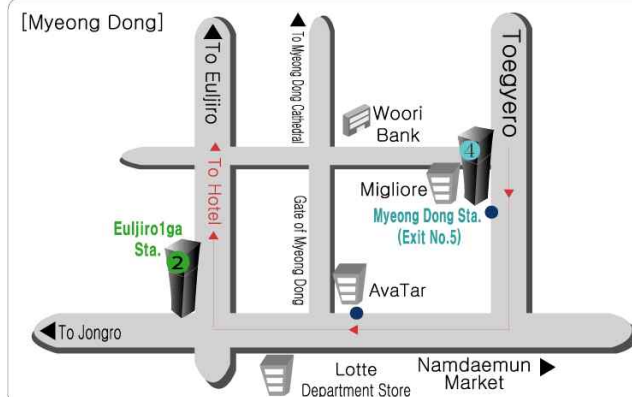 [Myeong Dong]
To Euljiro
To Myeong Dong Cathedral
Toegyero
Woori
Bank
4
To Hotel
Migliore
Gate of Myeong Dong
Myeong Dong Sta.
(Exit No.5)
Euljiro1ga
Sta.
2
AvaTar
To Jongro
Lotte
Department Store
Namdaemun
Market